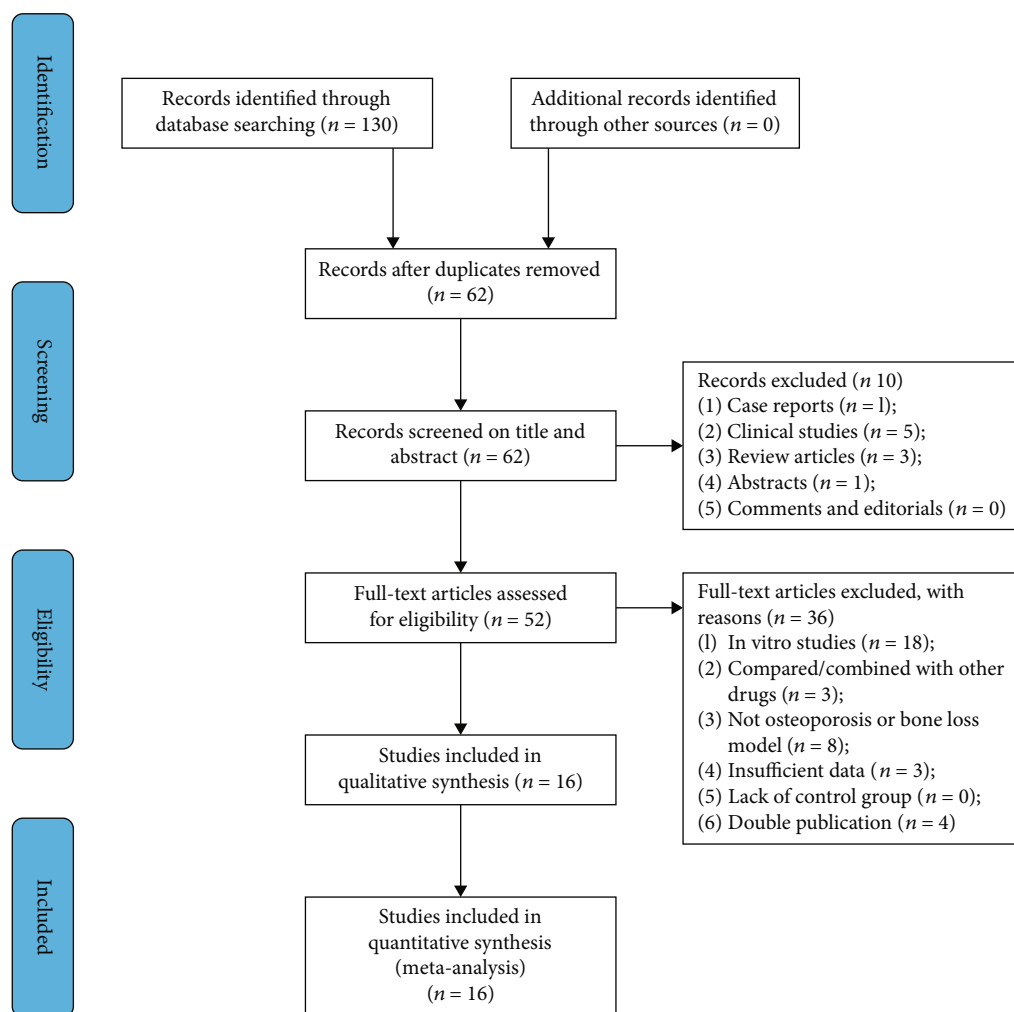 Identification
Records identified through
database searching (n = 130)
Additional records identified
through other sources (n = 0)
Records after duplicates removed
(n = 62)
Screening
Records screened on title and
abstract (n = 62)
Records excluded (n 10)
(1) Case reports (n = l);
(2) Clinical studies (n = 5);
(3) Review articles (n = 3);
(4) Abstracts (n = 1);
(5) Comments and editorials (n = 0)
Eligibility
Full-text articles assessed
for eligibility (n = 52)
Full-text articles excluded, with
reasons (n = 36)
(l) In vitro studies (n = 18);
(2) Compared/combined with other
drugs (n = 3);
(3) Not osteoporosis or bone loss
model (n = 8);
(4) Insufficient data (n = 3);
(5) Lack of control group (n = 0);
(6) Double publication (n = 4)
Studies included in
qualitative synthesis (n = 16)
Included
Studies included in
quantitative synthesis
(meta-analysis)
(n = 16)